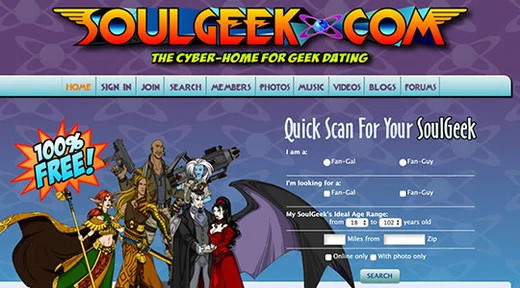 SOULGEEK.COM
THE CYBER-HOME FOR GEEK DATING
HOME SIGN IN JOIN SEARCH MEMBERS PHOTOS MUSIC VIDEOS BLOGS FORUMS
100% FREE!
Quick Scan For Your SoulGeek
I am a:
Fan-Gal Fan-Guy
I'm looking for a:
Fan-Gal Fan-Guy
My SoulGeek's Ideal Age Range:
from 18 to 102 years old
Miles from Zip
Online only With photo only
SEARCH